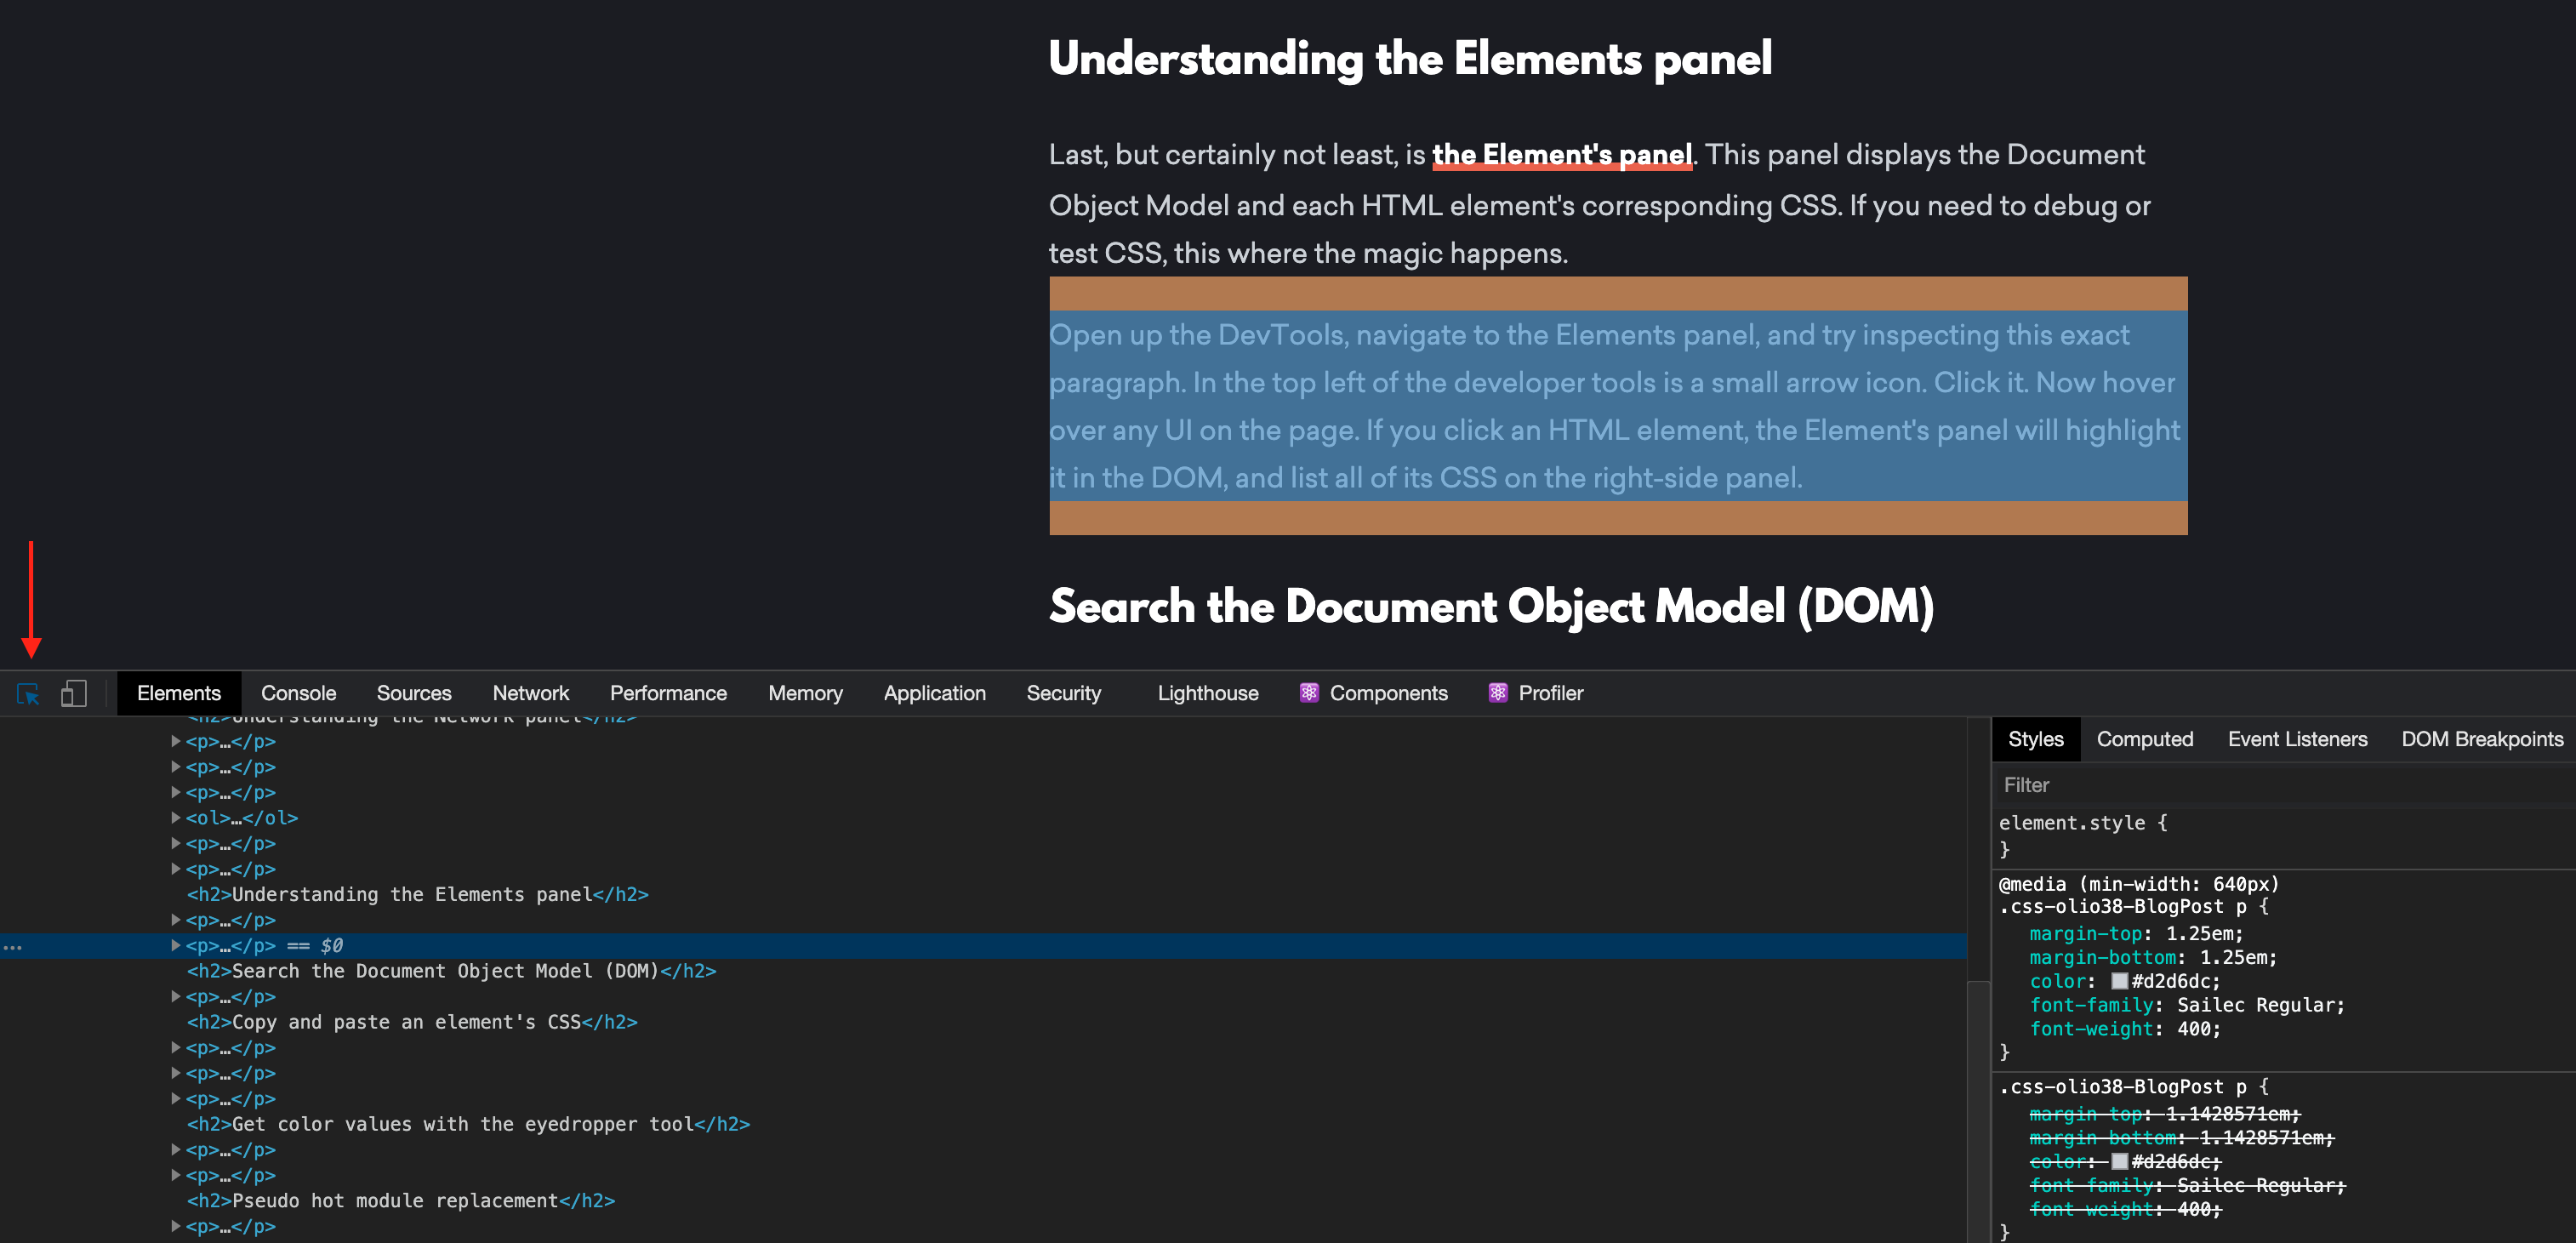 Understanding the Elements panel
Last, but certainly not least, is the Element's panel. This panel displays the Document
Object Model and each HTML element's corresponding CSS. If you need to debug or
test CSS, this where the magic happens.
Open up the DevTools, navigate to the Elements panel, and try inspecting this exact
paragraph. In the top left of the developer tools is a small arrow icon. Click it. Now hover
over any UI on the page. If you click an HTML element, the Element's panel will highlight
it in the DOM, and list all of its CSS on the right-side panel.
Search the Document Object Model (DOM)
Elements Console Sources Network Performance Memory Application Security Lighthouse Components Profiler
<h2>Understanding the Network panel</h2>
<p>…</p>
<p>…</p>
<p>…</p>
<ol>…</ol>
<p>…</p>
<p>…</p>
<h2>Understanding the Elements panel</h2>
<p>…</p>
… <p>…</p> == $0
<h2>Search the Document Object Model (DOM)</h2>
<p>…</p>
<h2>Copy and paste an element's CSS</h2>
<p>…</p>
<p>…</p>
<p>…</p>
<h2>Get color values with the eyedropper tool</h2>
<p>…</p>
<p>…</p>
<h2>Pseudo hot module replacement</h2>
<p>…</p>
Styles Computed Event Listeners DOM Breakpoints
Filter
element.style {
}
@media (min-width: 640px)
.css-olio38-BlogPost p {
margin-top: 1.25em;
margin-bottom: 1.25em;
color: #d2d6dc;
font-family: Sailec Regular;
font-weight: 400;
}
.css-olio38-BlogPost p {
margin-top: 1.1428571em;
margin-bottom: 1.1428571em;
color: #d2d6dc;
font-family: Sailec Regular;
font-weight: 400;
}